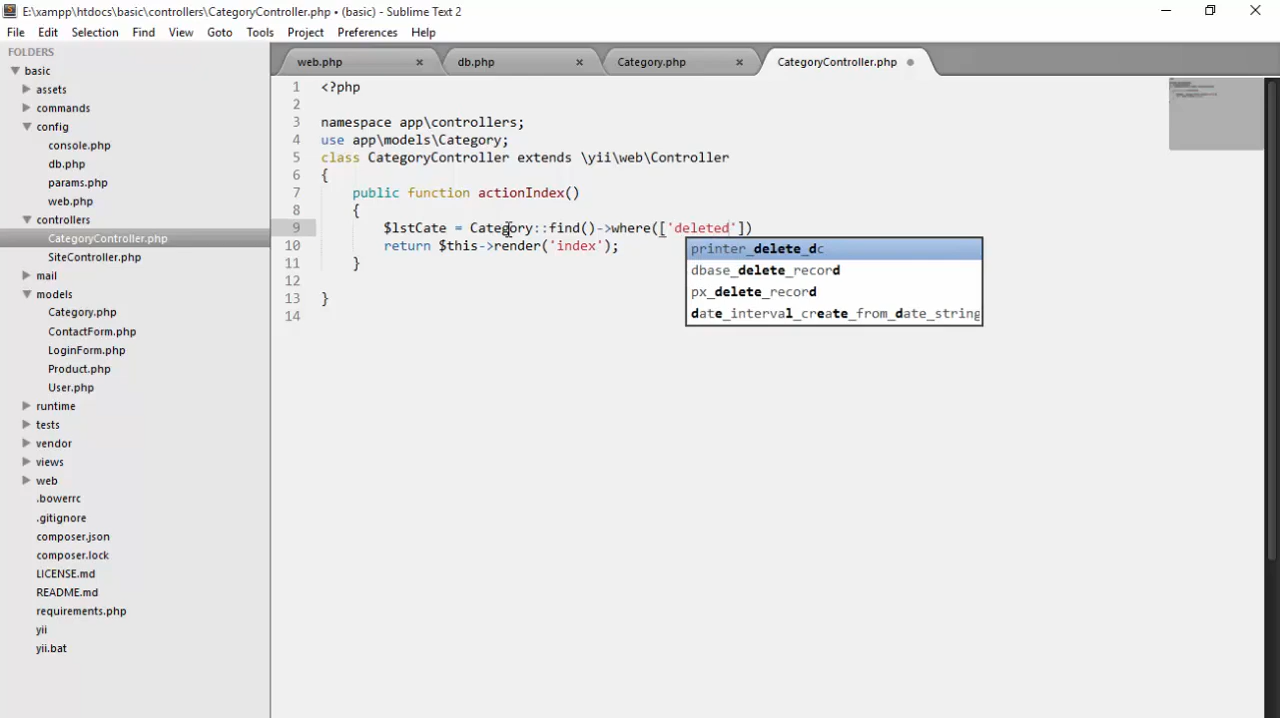 E:\xampp\htdocs\basic\controllers\CategoryController.php • (basic) - Sublime Text 2
File Edit Selection Find View Goto Tools Project Preferences Help
FOLDERS
basic
assets
commands
config
console.php
db.php
params.php
web.php
controllers
CategoryController.php
SiteController.php
mail
models
Category.php
ContactForm.php
LoginForm.php
Product.php
User.php
runtime
tests
vendor
views
web
.bowerrc
.gitignore
composer.json
composer.lock
LICENSE.md
README.md
requirements.php
yii
yii.bat
web.php × db.php × Category.php × CategoryController.php
1 <?php
2
3 namespace app\controllers;
4 use app\models\Category;
5 class CategoryController extends \yii\web\Controller
6 {
7 public function actionIndex()
8 {
9 $lstCate = Category::find()->where(['deleted'])
10 return $this->render('index');
11 }
12
13 }
14
printer_delete_dc
dbase_delete_record
px_delete_record
date_interval_create_from_date_string